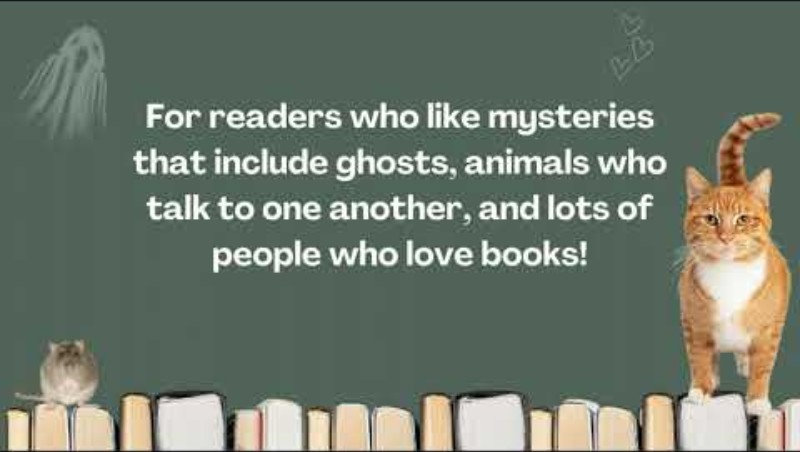 For readers who like mysteries
that include ghosts, animals who
talk to one another, and lots of
people who love books!